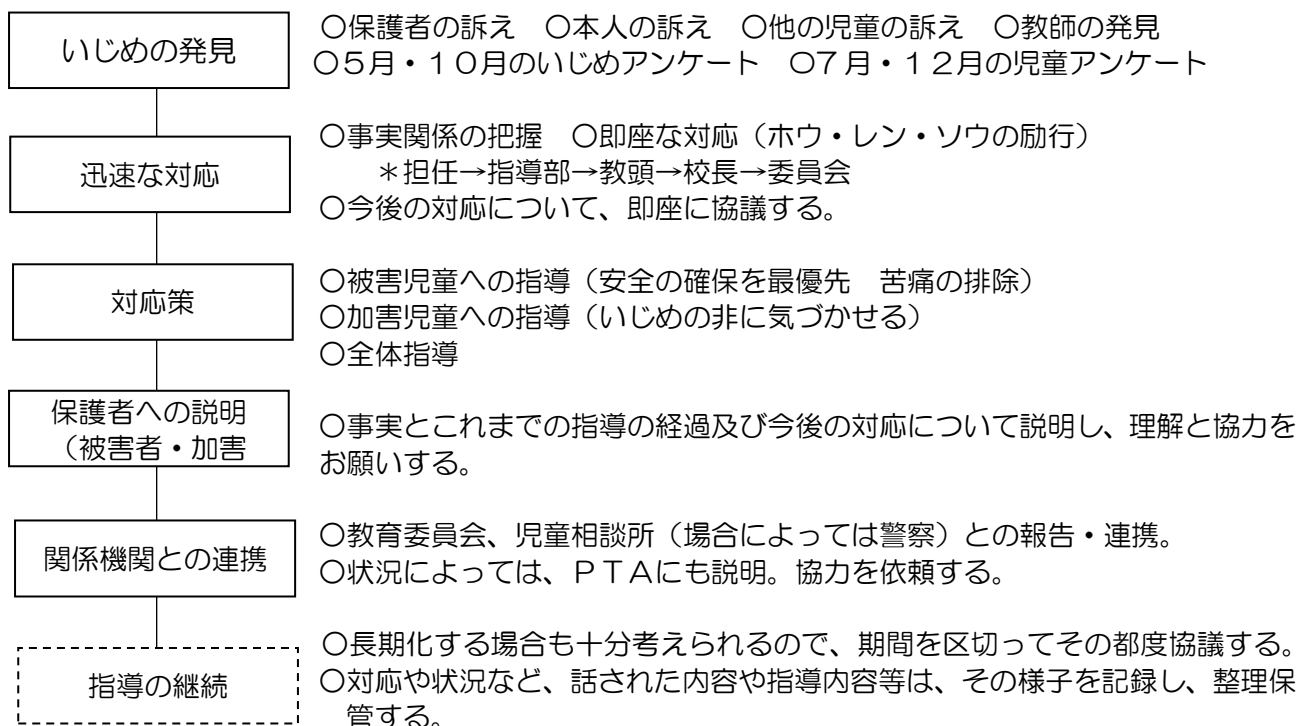 いじめの発見
〇保護者の訴え　〇本人の訴え　〇他の児童の訴え　〇教師の発見
〇５月・１０月のいじめアンケート　〇７月・１２月の児童アンケート
迅速な対応
〇事実関係の把握　〇即座な対応（ホウ・レン・ソウの励行）
＊担任→指導部→教頭→校長→委員会
〇今後の対応について、即座に協議する。
対応策
〇被害児童への指導（安全の確保を最優先　苦痛の排除）
〇加害児童への指導（いじめの非に気づかせる）
〇全体指導
保護者への説明
（被害者・加害
〇事実とこれまでの指導の経過及び今後の対応について説明し、理解と協力を
お願いする。
関係機関との連携
〇教育委員会、児童相談所（場合によっては警察）との報告・連携。
〇状況によっては、ＰＴＡにも説明。協力を依頼する。
指導の継続
〇長期化する場合も十分考えられるので、期間を区切ってその都度協議する。
〇対応や状況など、話された内容や指導内容等は、その様子を記録し、整理保
管する。